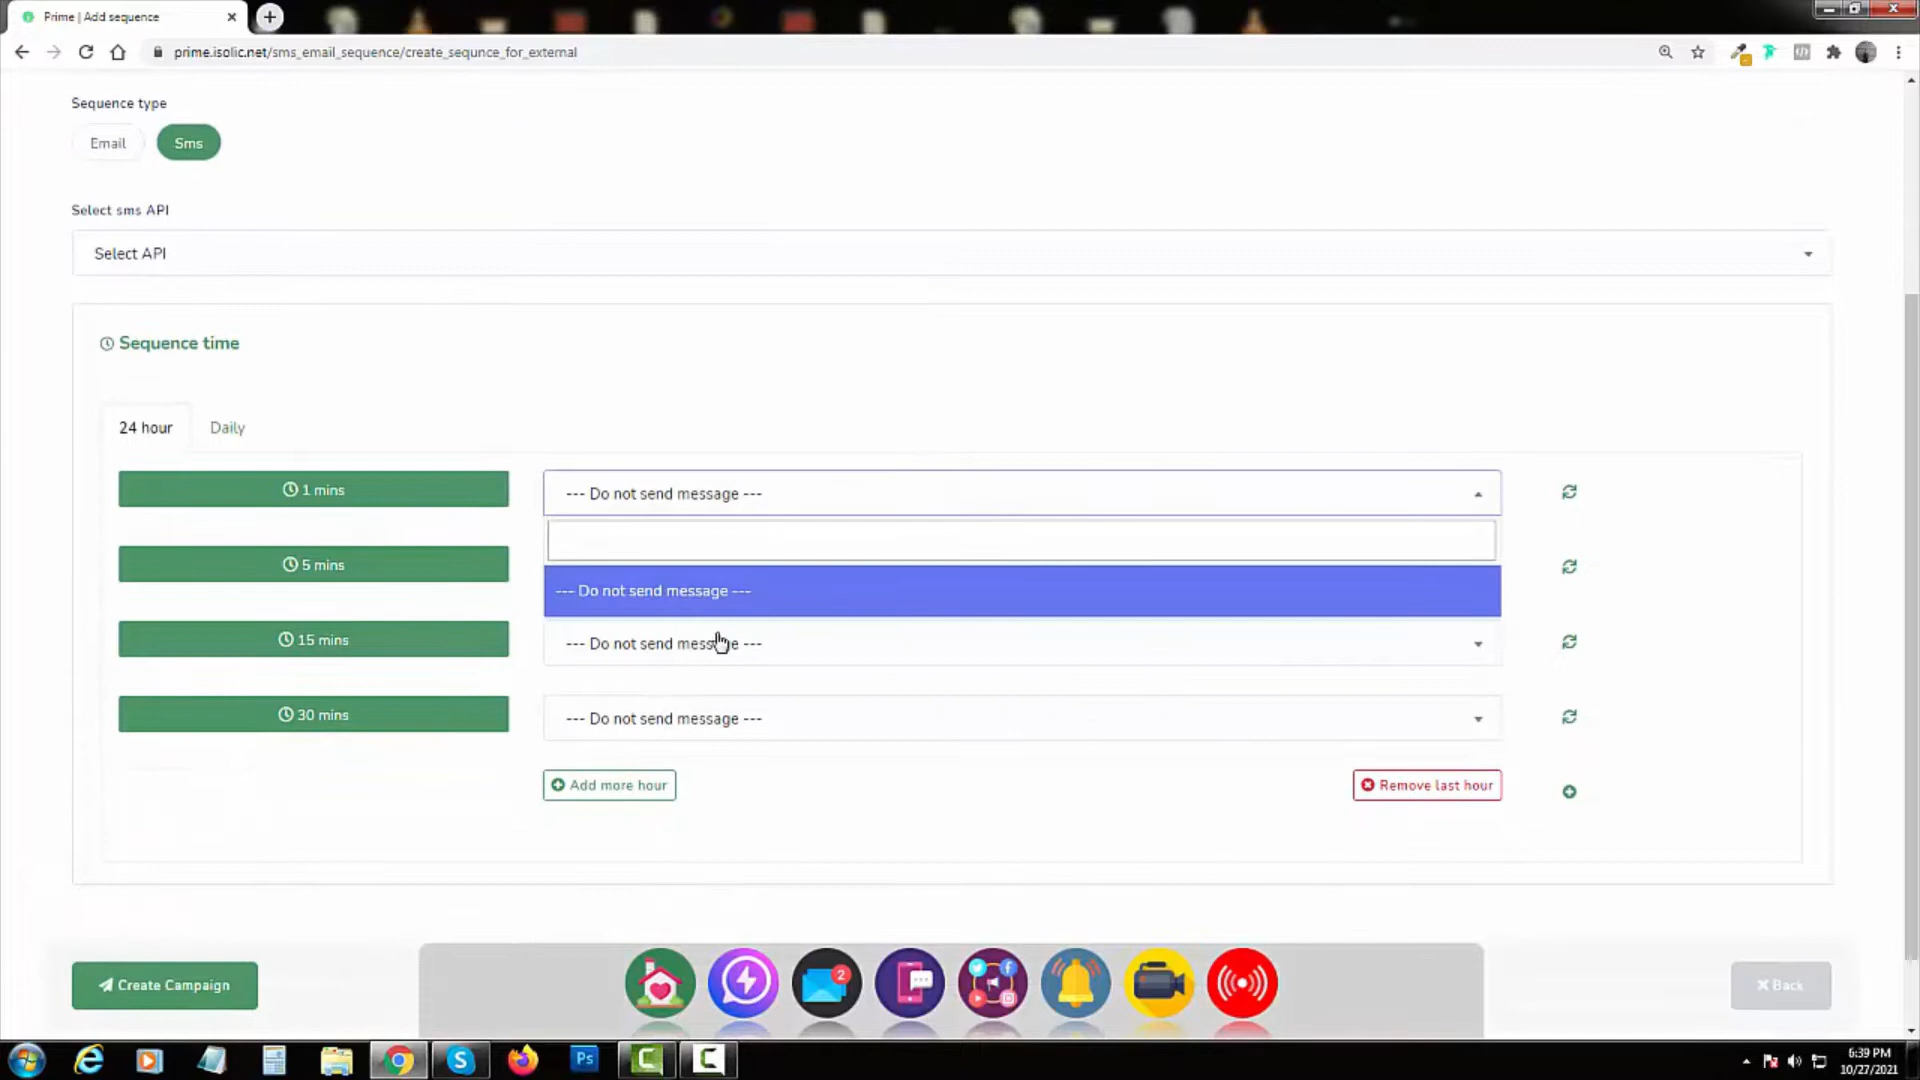 Prime | Add sequence
prime.isolic.net/sms_email_sequence/create_sequnce_for_external
Sequence type
Email
Sms
Select sms API
Select API
Sequence time
24 hour
Daily
1 mins
--- Do not send message ---
--- Do not send message ---
5 mins
15 mins
--- Do not send message ---
30 mins
--- Do not send message ---
Add more hour
Remove last hour
Create Campaign
2
Back
Ps
6:39 PM
10/27/2021